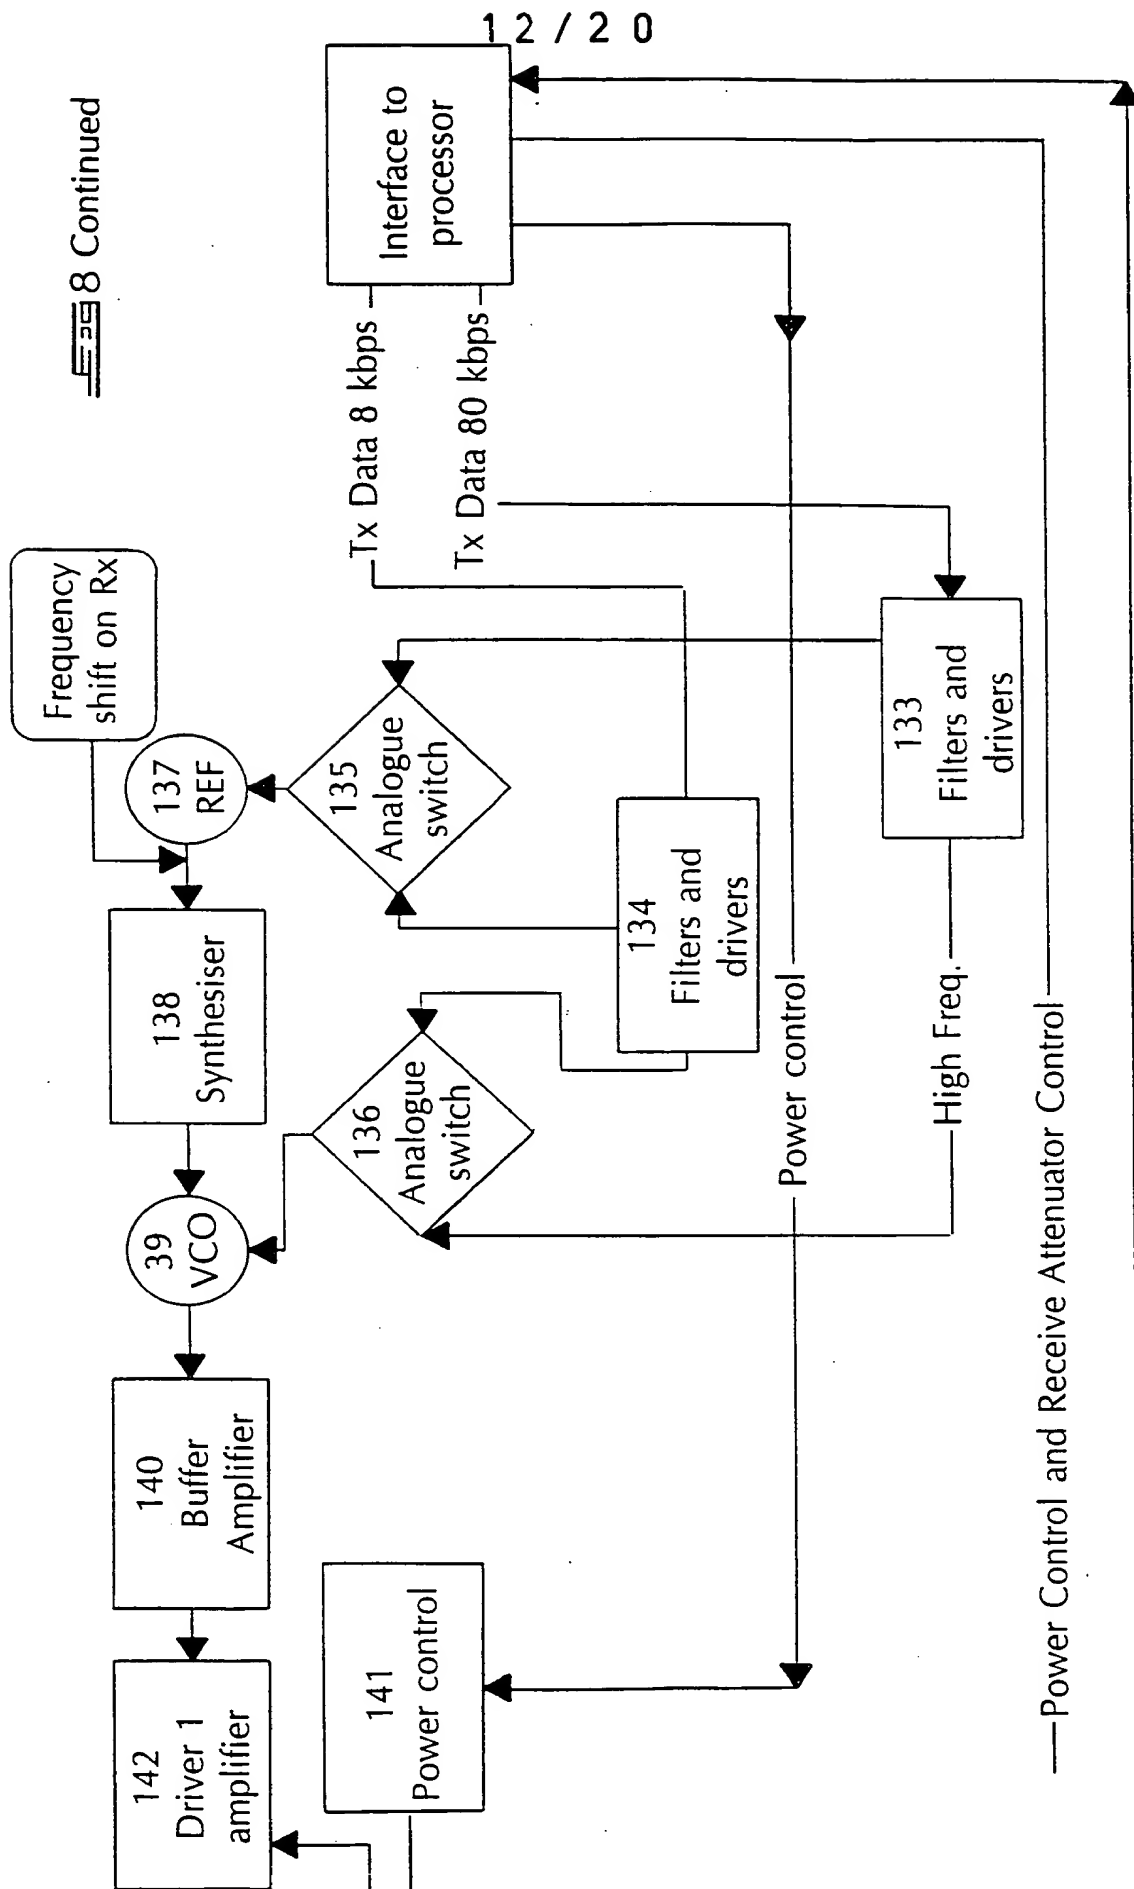 12/20
Fig 8 Continued
Frequency
shift on Rx
Interface to
processor
Tx Data 8 kbps
Tx Data 80 kbps
137
REF
135
Analogue
switch
133
Filters and
drivers
134
Filters and
drivers
138
Synthesiser
136
Analogue
switch
Power control
High Freq.
39
VCO
140
Buffer
Amplifier
141
Power control
142
Driver 1
amplifier
Power Control and Receive Attenuator Control